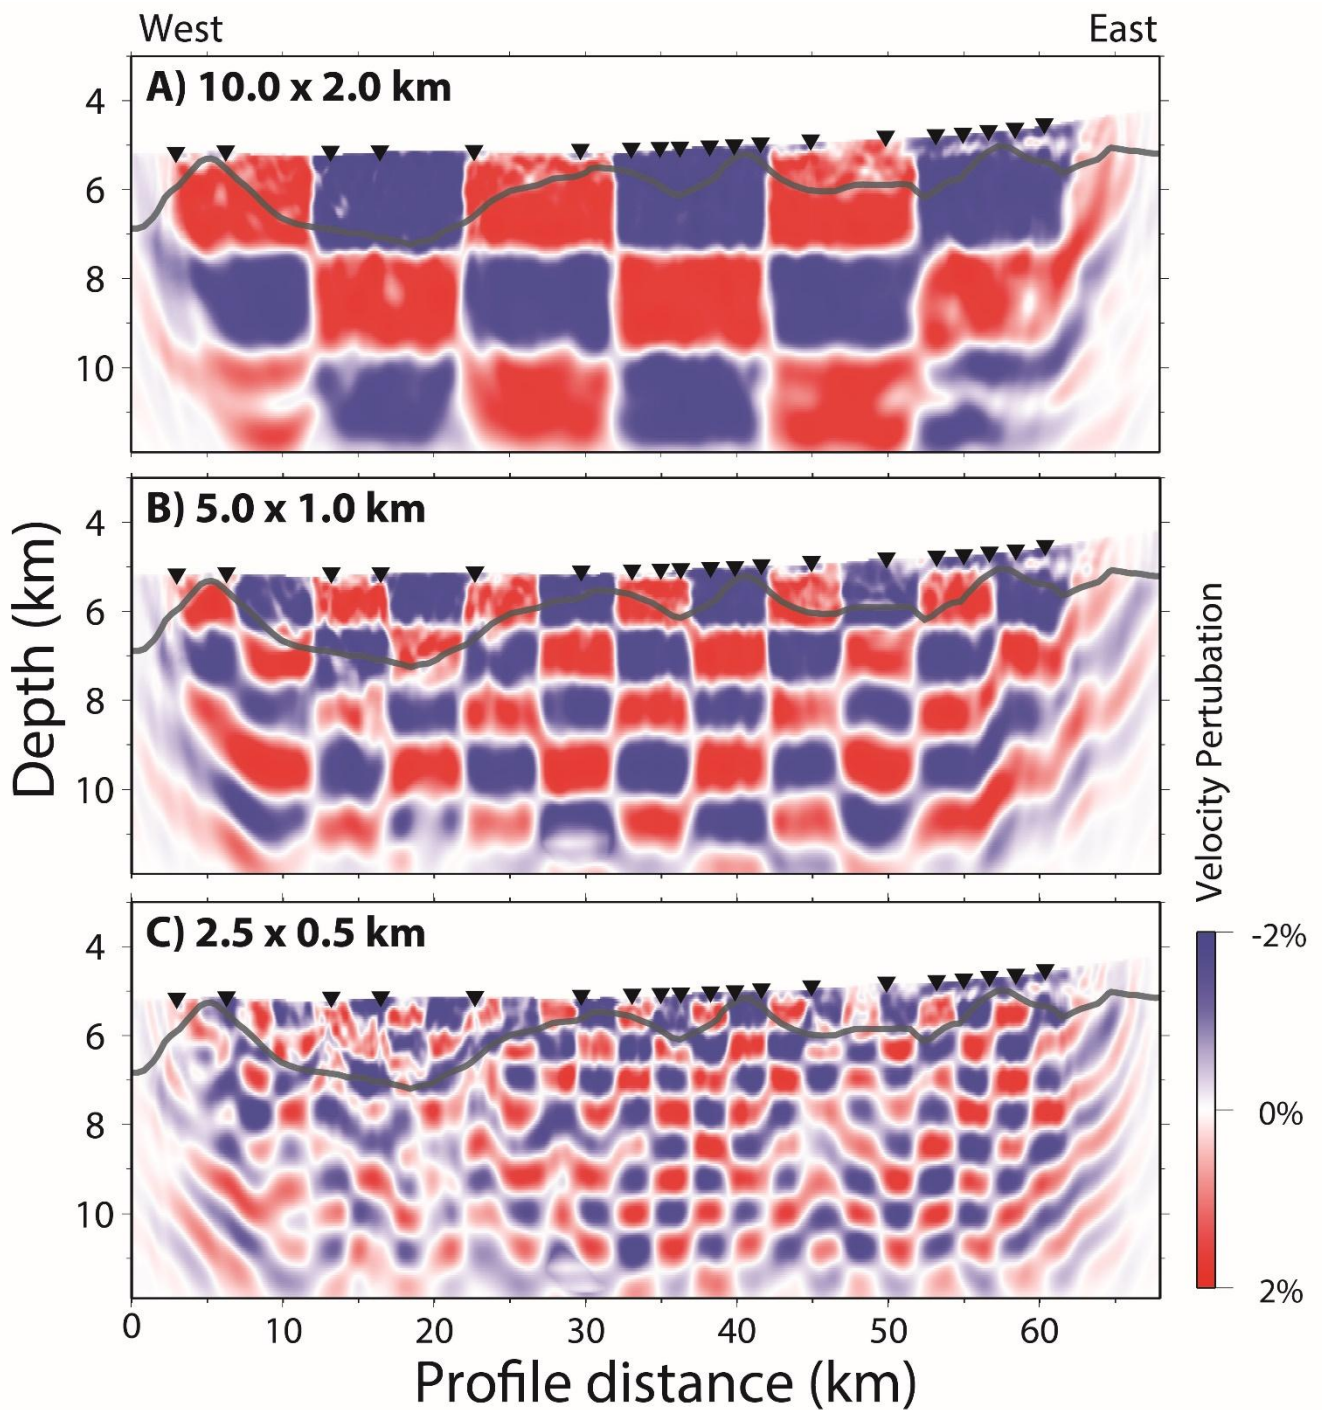 West East
A) 10.0 x 2.0 km
4
6
8
10
B) 5.0 x 1.0 km
4
6
8
10
C) 2.5 x 0.5 km
4
6
8
10
0 10 20 30 40 50 60
Profile distance (km)
Depth (km)
Velocity Pertubation
-2%
0%
2%